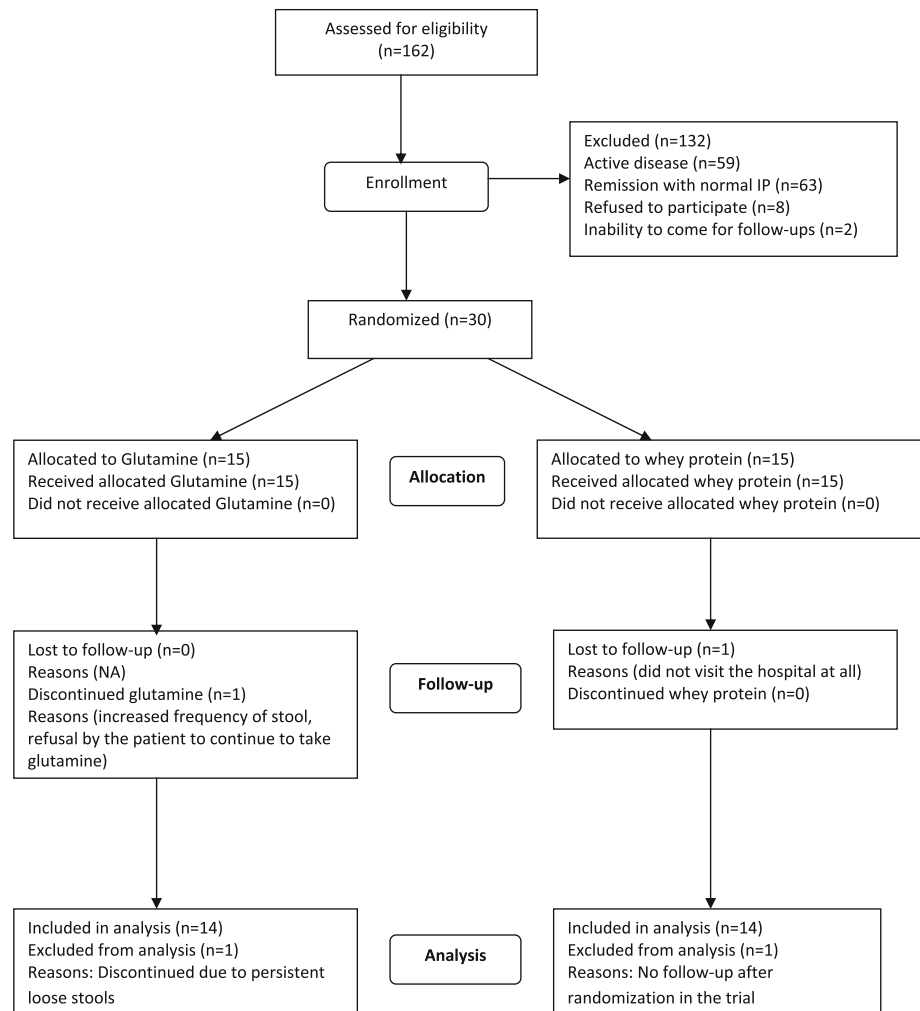 Assessed for eligibility
(n=162)
Excluded (n=132)
Active disease (n=59)
Remission with normal IP (n=63)
Refused to participate (n=8)
Inability to come for follow-ups (n=2)
Enrollment
Randomized (n=30)
Allocated to Glutamine (n=15)
Received allocated Glutamine (n=15)
Did not receive allocated Glutamine (n=0)
Allocation
Allocated to whey protein (n=15)
Received allocated whey protein (n=15)
Did not receive allocated whey protein (n=0)
Lost to follow-up (n=0)
Reasons (NA)
Discontinued glutamine (n=1)
Reasons (increased frequency of stool,
refusal by the patient to continue to take
glutamine)
Follow-up
Lost to follow-up (n=1)
Reasons (did not visit the hospital at all)
Discontinued whey protein (n=0)
Included in analysis (n=14)
Excluded from analysis (n=1)
Reasons: Discontinued due to persistent
loose stools
Analysis
Included in analysis (n=14)
Excluded from analysis (n=1)
Reasons: No follow-up after
randomization in the trial